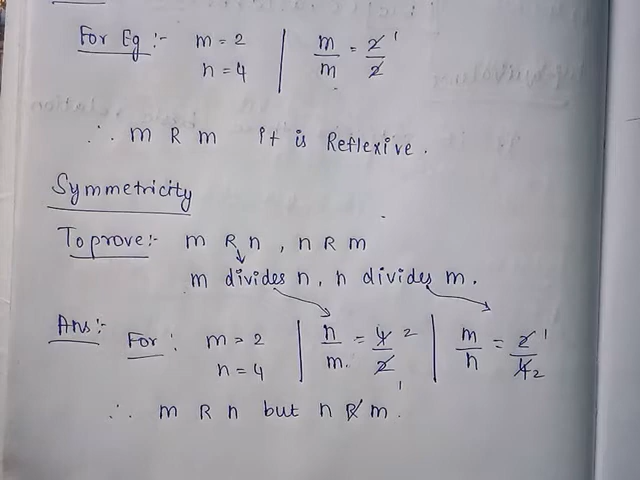 For Eg :- m = 2 | m/m = 2/2 1
n = 4
∴ m R m It is Reflexive.
Symmetricity
To prove:- m R n , n R m
m divides n, n divides m.
Ans:- For : m = 2 | n/m = 4/2 2 1 | m/n = 2/4 1 2
n = 4
∴ m R n but n R̸ m.